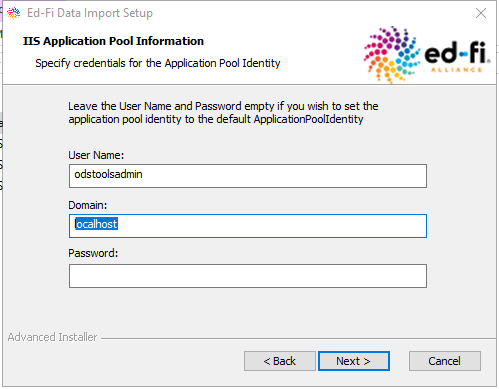 Ed-Fi Data Import Setup
IIS Application Pool Information
Specify credentials for the Application Pool Identity
ed-fi
ALLIANCE
Leave the User Name and Password empty if you wish to set the
application pool identity to the default ApplicationPoolIdentity
User Name:
odstoolsadmin
Domain:
localhost
Password:
Advanced Installer
< Back
Next >
Cancel